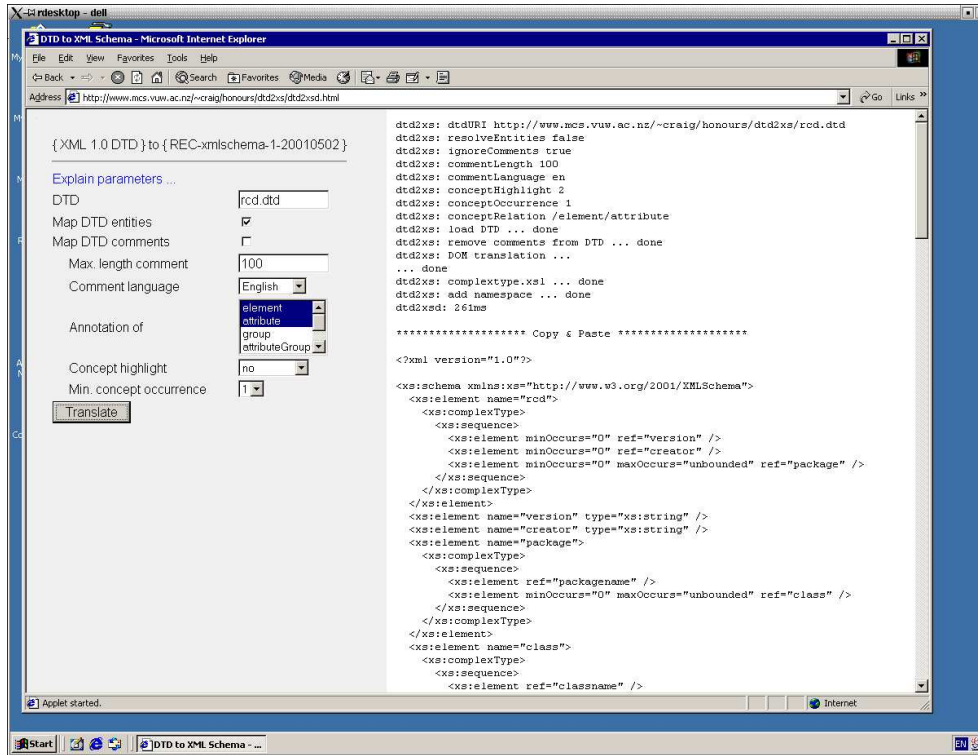 rdesktop - dell
DTD to XML Schema - Microsoft Internet Explorer
File Edit View Favorites Tools Help
Back Search Favorites Media
Address http://www.mcs.vuw.ac.nz/~craig/honours/dtd2xs/dtd2xsd.html Go Links »
{ XML 1.0 DTD } to { REC-xmlschema-1-20010502 }
Explain parameters ...
DTD rcd.dtd
Map DTD entities
Map DTD comments
Max. length comment 100
Comment language English
Annotation of
element
attribute
group
attributeGroup
Concept highlight no
Min. concept occurrence 1
Translate
dtd2xs: dtdURI http://www.mcs.vuw.ac.nz/~craig/honours/dtd2xs/rcd.dtd
dtd2xs: resolveEntities false
dtd2xs: ignoreComments true
dtd2xs: commentLength 100
dtd2xs: commentLanguage en
dtd2xs: conceptHighlight 2
dtd2xs: conceptOccurrence 1
dtd2xs: conceptRelation /element/attribute
dtd2xs: load DTD ... done
dtd2xs: remove comments from DTD ... done
dtd2xs: DOM translation ...
... done
dtd2xs: complextype.xsl ... done
dtd2xs: add namespace ... done
dtd2xsd: 261ms
******************** Copy & Paste ********************
<?xml version="1.0"?>
<xs:schema xmlns:xs="http://www.w3.org/2001/XMLSchema">
<xs:element name="rcd">
<xs:complexType>
<xs:sequence>
<xs:element minOccurs="0" ref="version" />
<xs:element minOccurs="0" ref="creator" />
<xs:element minOccurs="0" maxOccurs="unbounded" ref="package" />
</xs:sequence>
</xs:complexType>
</xs:element>
<xs:element name="version" type="xs:string" />
<xs:element name="creator" type="xs:string" />
<xs:element name="package">
<xs:complexType>
<xs:sequence>
<xs:element ref="packagename" />
<xs:element minOccurs="0" maxOccurs="unbounded" ref="class" />
</xs:sequence>
</xs:complexType>
</xs:element>
<xs:element name="class">
<xs:complexType>
<xs:sequence>
<xs:element ref="classname" />
Applet started. Internet
Start DTD to XML Schema - ... EN